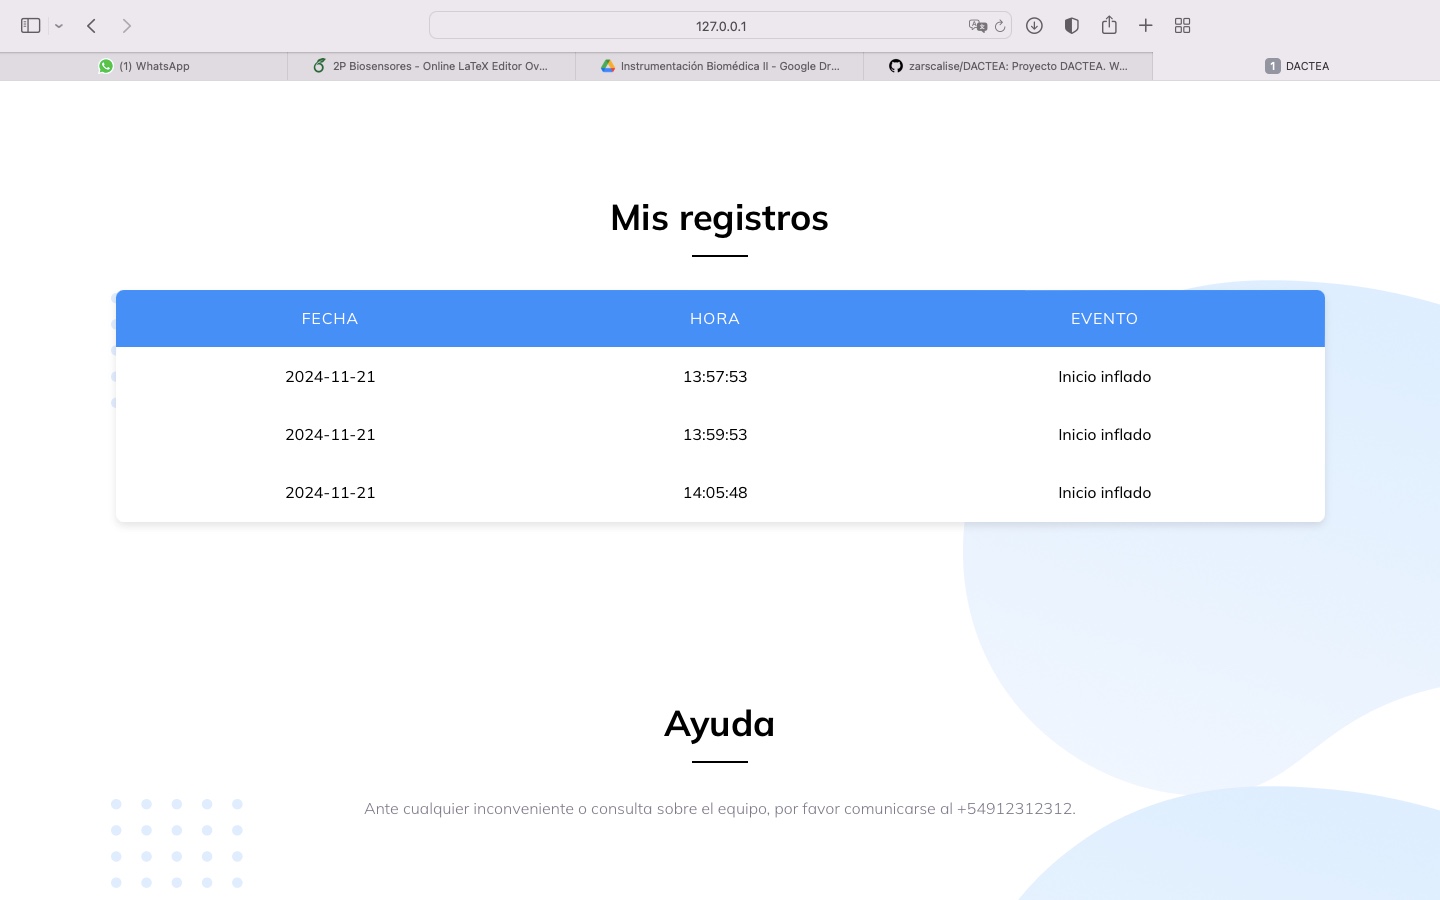 127.0.0.1
(1) WhatsApp
2P Biosensores - Online LaTeX Editor Ov...
Instrumentación Biomédica II - Google Dr...
zarscalise/DACTEA: Proyecto DACTEA. W...
1 DACTEA
Mis registros
FECHA HORA EVENTO
2024-11-21 13:57:53 Inicio inflado
2024-11-21 13:59:53 Inicio inflado
2024-11-21 14:05:48 Inicio inflado
Ayuda
Ante cualquier inconveniente o consulta sobre el equipo, por favor comunicarse al +54912312312.